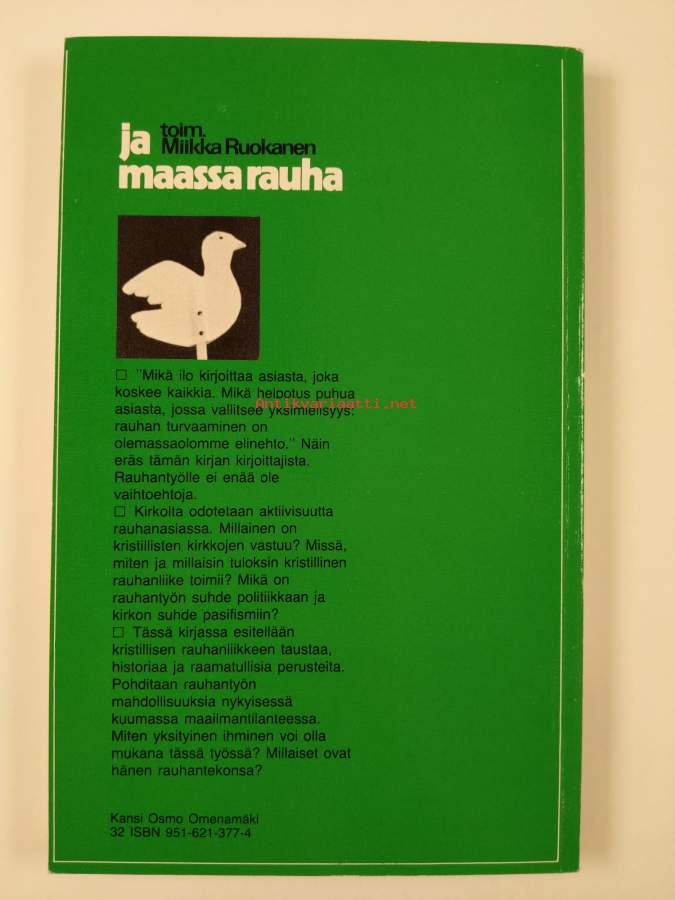 toim.
Miikka Ruokanen
ja
maassa rauha
□ "Mikä ilo kirjoittaa asiasta, joka
koskee kaikkia. Mikä helpotus puhua
Antikvariaatti.net
asiasta, jossa vallitsee yksimielisyys:
rauhan turvaaminen on
olemassaolomme elinehto." Näin
eräs tämän kirjan kirjoittajista.
Rauhantyölle ei enää ole
vaihtoehtoja.
□ Kirkolta odotetaan aktiivisuutta
rauhanasiassa. Millainen on
kristillisten kirkkojen vastuu? Missä,
miten ja millaisin tuloksin kristillinen
rauhanliike toimii? Mikä on
rauhantyön suhde politiikkaan ja
kirkon suhde pasifismiin?
□ Tässä kirjassa esitellään
kristillisen rauhanliikkeen taustaa,
historiaa ja raamatullisia perusteita.
Pohditaan rauhantyön
mahdollisuuksia nykyisessä
kuumassa maailmantilanteessa.
Miten yksityinen ihminen voi olla
mukana tässä työssä? Millaiset ovat
hänen rauhantekonsa?
Kansi Osmo Omenamäki
32 ISBN 951-621-377-4